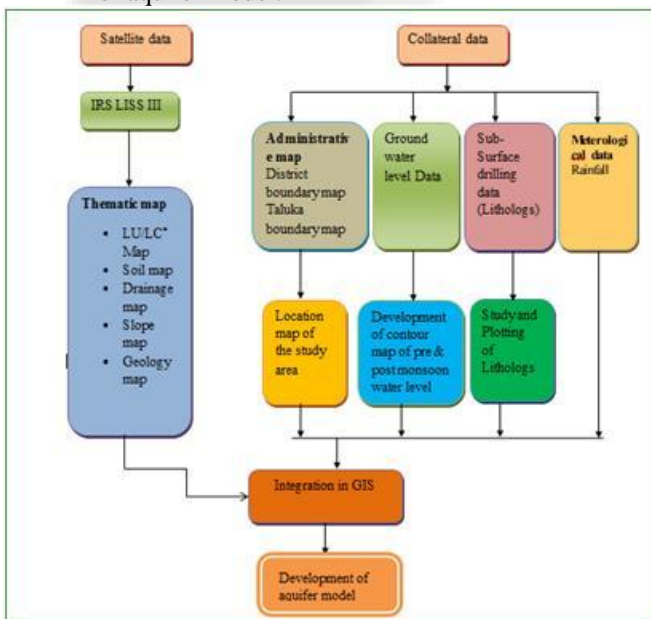 Satellite data
Collateral data
IRS LISS III
Administrativ
e map
District
boundary map
Taluka
boundary map
Ground
water
level Data
Sub-
Surface
drilling
data
(Lithologs)
Meterologi
cal data
Rainfall
Thematic map
• LU/LC*
Map
• Soil map
• Drainage
map
• Slope
map
• Geology
map
Location
map of
the study
area
Development of
contour
map of pre &
post monsoon
water level
Study and
Plotting
of
Lithologs
Integration in GIS
Development of
aquifer model